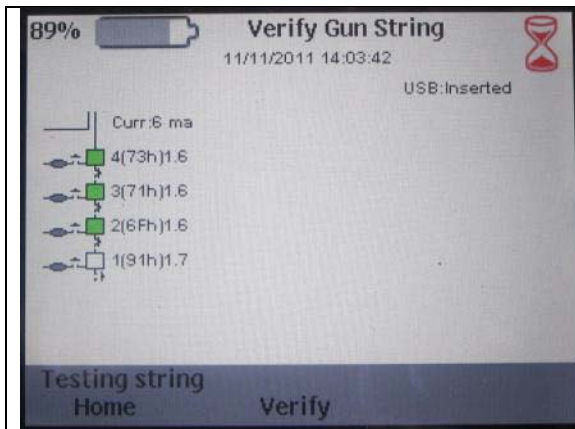 89% Verify Gun String
11/11/2011 14:03:42
USB:Inserted
Curr:6 ma
4(73h)1.6
3(71h)1.6
2(6Fh)1.6
1(91h)1.7
Testing string
Home Verify